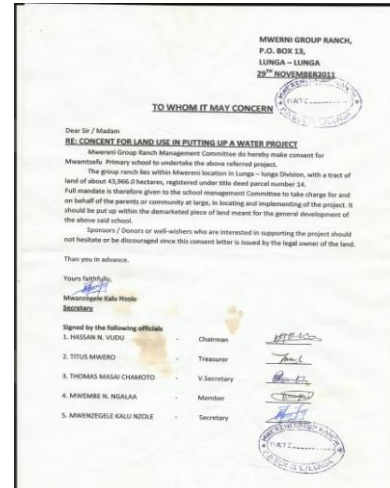 MWERNI GROUP RANCH,
P.O. BOX 13,
LUNGA – LUNGA
29TH NOVEMBER2011
TO WHOM IT MAY CONCERN
Dear Sir / Madam
RE: CONCENT FOR LAND USE IN PUTTING UP A WATER PROJECT
Mwereni Group Ranch Management Committee do hereby make consent for
Mwamtsefu Primary school to undertake the above referred project.
The group ranch lies within Mwereni location in Lunga – lunga Division, with a tract of
land of about 43,966.0 hectares, registered under title deed parcel number 14.
Full mandate is therefore given to the school management Committee to take charge for and
on behalf of the parents or community at large, in locating and implementing of the project. It
should be put up within the demarketed piece of land meant for the general development of
the above said school.
Sponsors / Donors or well-wishers who are interested in supporting the project should
not hesitate or be discouraged since this consent letter is issued by the legal owner of the land.
Than you in advance.
Yours faithfully,
Mwanzegele Kalu Nzole
Secretary
Signed by the following officials
1. HASSAN N. VUDU - Chairman
2. TITUS MWERO - Treasurer
3. THOMAS MASAI CHAMOTO - V.Secretary
4. MWEMBE N. NGALAA - Member
5. MWENZEGELE KALU NZOLE - Secretary
MWERENI GROUP RANCH
DATE